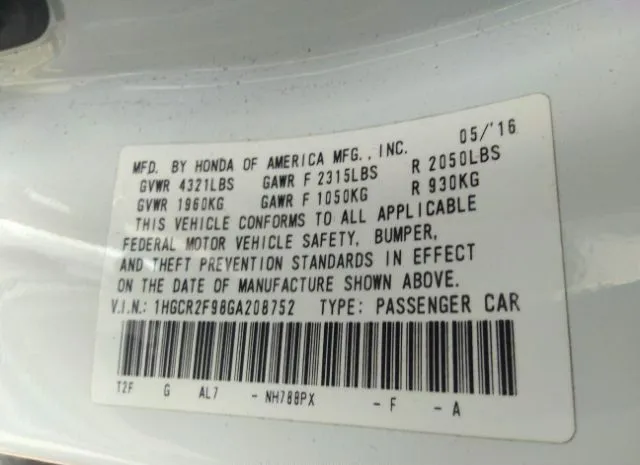 MFD. BY HONDA OF AMERICA MFG., INC. 05/'16
GVWR 4321LBS GAWR F 2315LBS R 2050LBS
GVWR 1960KG GAWR F 1050KG R 930KG
THIS VEHICLE CONFORMS TO ALL APPLICABLE
FEDERAL MOTOR VEHICLE SAFETY, BUMPER,
AND THEFT PREVENTION STANDARDS IN EFFECT
ON THE DATE OF MANUFACTURE SHOWN ABOVE.
V.I.N.: 1HGCR2F98GA208752 TYPE: PASSENGER CAR
T2F G AL7 - NH788PX - F - A